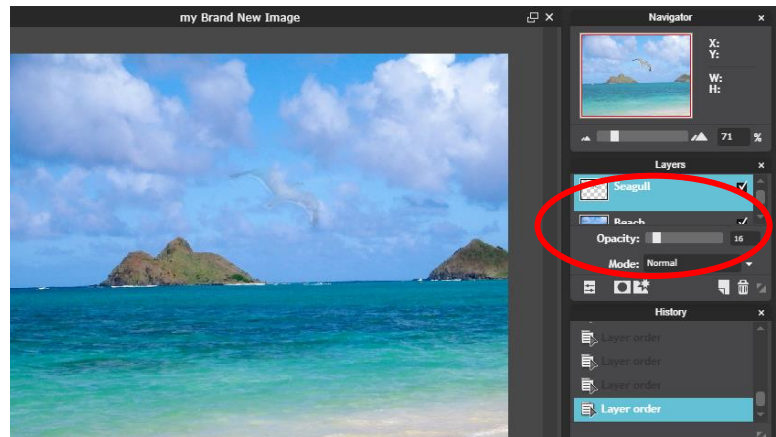 my Brand New Image
Navigator
X:
Y:
W:
H:
71 %
Layers
Seagull
Beach
Opacity: 16
Mode: Normal
History
Layer order
Layer order
Layer order
Layer order